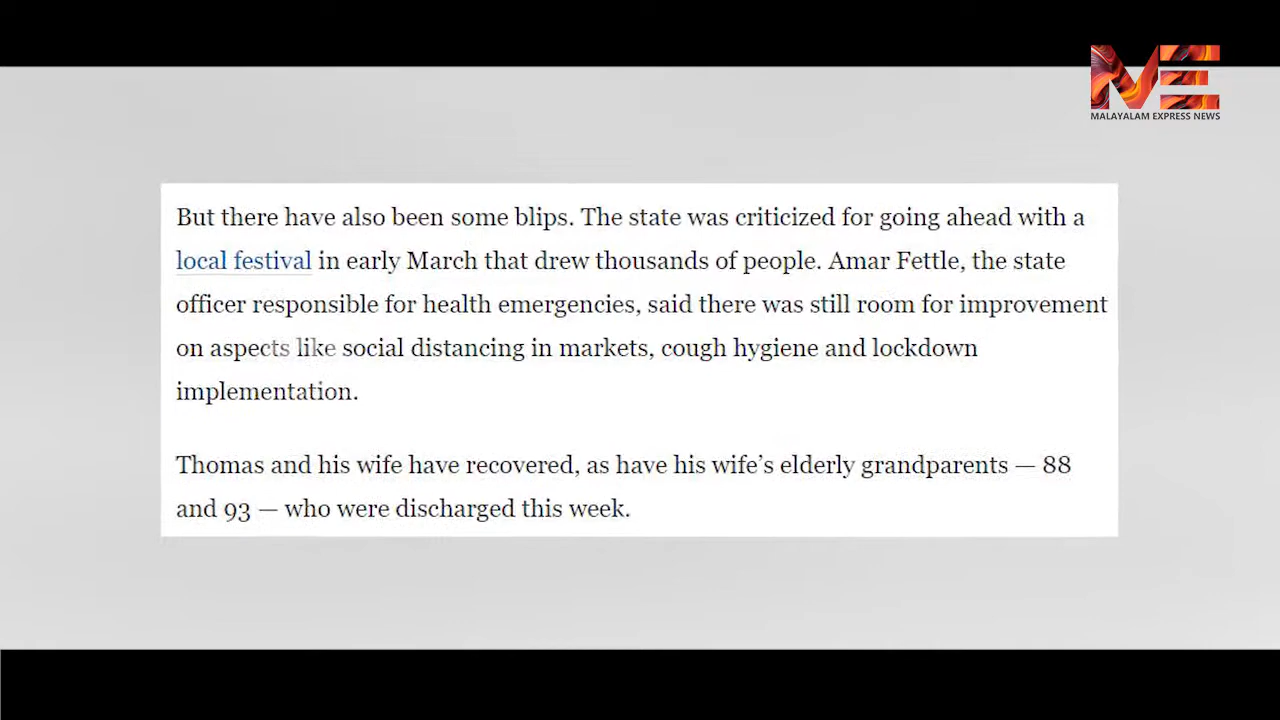 ME
MALAYALAM EXPRESS NEWS
But there have also been some blips. The state was criticized for going ahead with a
local festival in early March that drew thousands of people. Amar Fettle, the state
officer responsible for health emergencies, said there was still room for improvement
on aspects like social distancing in markets, cough hygiene and lockdown
implementation.
Thomas and his wife have recovered, as have his wife’s elderly grandparents — 88
and 93 — who were discharged this week.